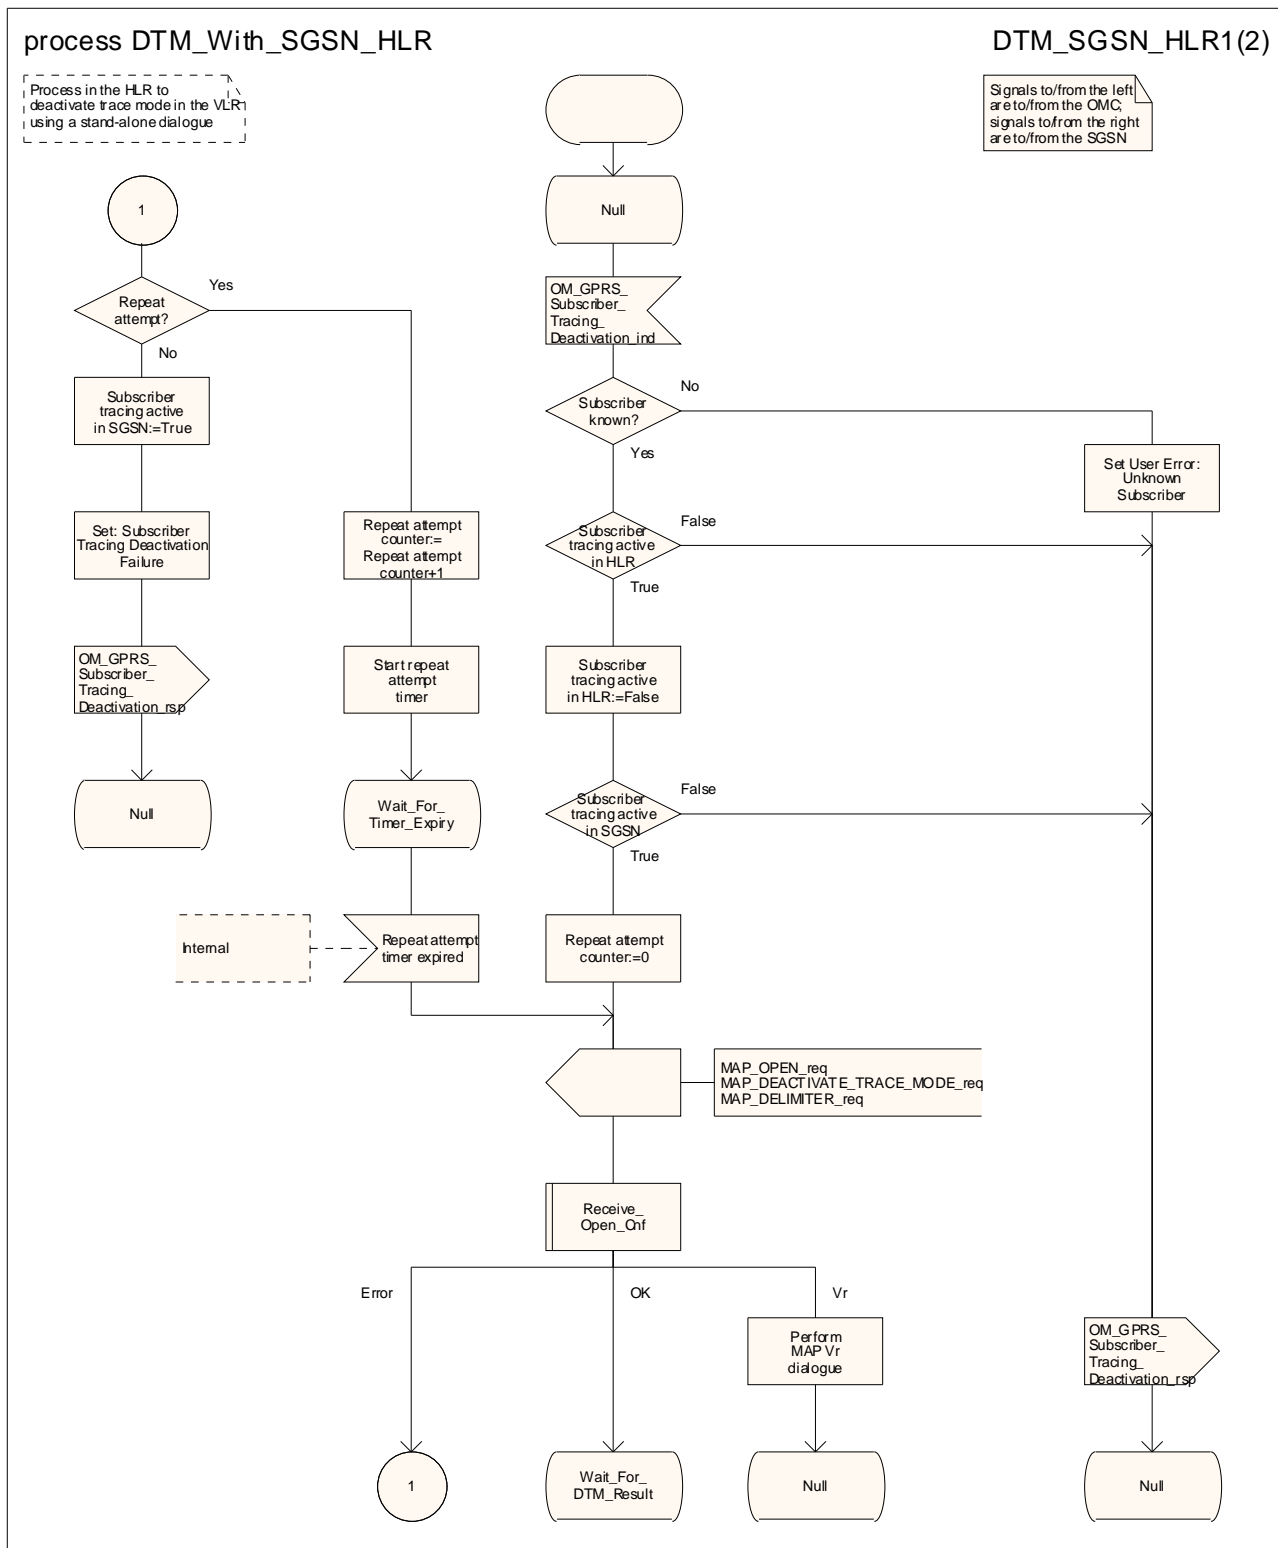 process DTM_With_SGSN_HLR
DTM_SGSN_HLR1(2)
Process in the HLR to
deactivate trace mode in the VLR
using a stand-alone dialogue
Signals to/from the left
are to/from the OMC;
signals to/from the right
are to/from the SGSN
1
Null
Repeat
attempt?
Yes
No
OM_GPRS_
Subscriber_
Tracing_
Deactivation_ind
Subscriber
tracing active
in SGSN:=True
Subscriber
known?
No
Yes
Set User Error:
Unknown
Subscriber
Set: Subscriber
Tracing Deactivation
Failure
Repeat attempt
counter:=
Repeat attempt
counter+1
Subscriber
tracing active
in HLR
False
True
OM_GPRS_
Subscriber_
Tracing_
Deactivation_rsp
Start repeat
attempt
timer
Subscriber
tracing active
in HLR:=False
Null
Wait_For_
Timer_Expiry
Subscriber
tracing active
in SGSN
False
True
Internal
Repeat attempt
timer expired
Repeat attempt
counter:=0
MAP_OPEN_req
MAP_DEACTIVATE_TRACE_MODE_req
MAP_DELIMITER_req
Receive_
Open_Cnf
Error
OK
Vr
Perform
MAP Vr
dialogue
OM_GPRS_
Subscriber_
Tracing_
Deactivation_rsp
1
Wait_For_
DTM_Result
Null
Null